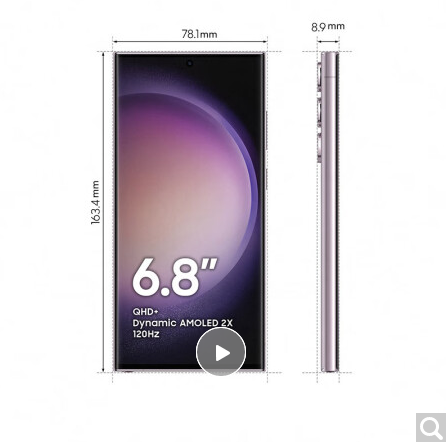 78.1mm
8.9mm
163.4mm
6.8"
QHD+
Dynamic AMOLED 2X
120Hz